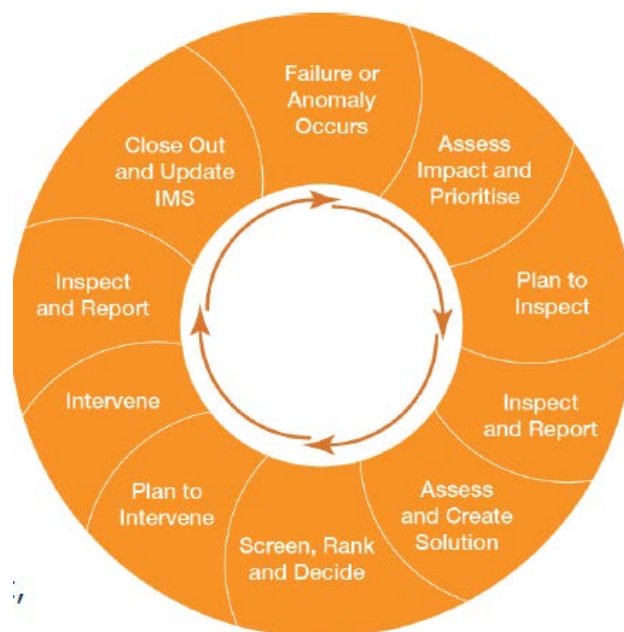 Failure or
Anomaly
Occurs
Assess
Impact and
Prioritise
Plan to
Inspect
Inspect
and Report
Assess
and Create
Solution
Screen, Rank
and Decide
Plan to
Intervene
Intervene
Inspect
and Report
Close Out
and Update
IMS